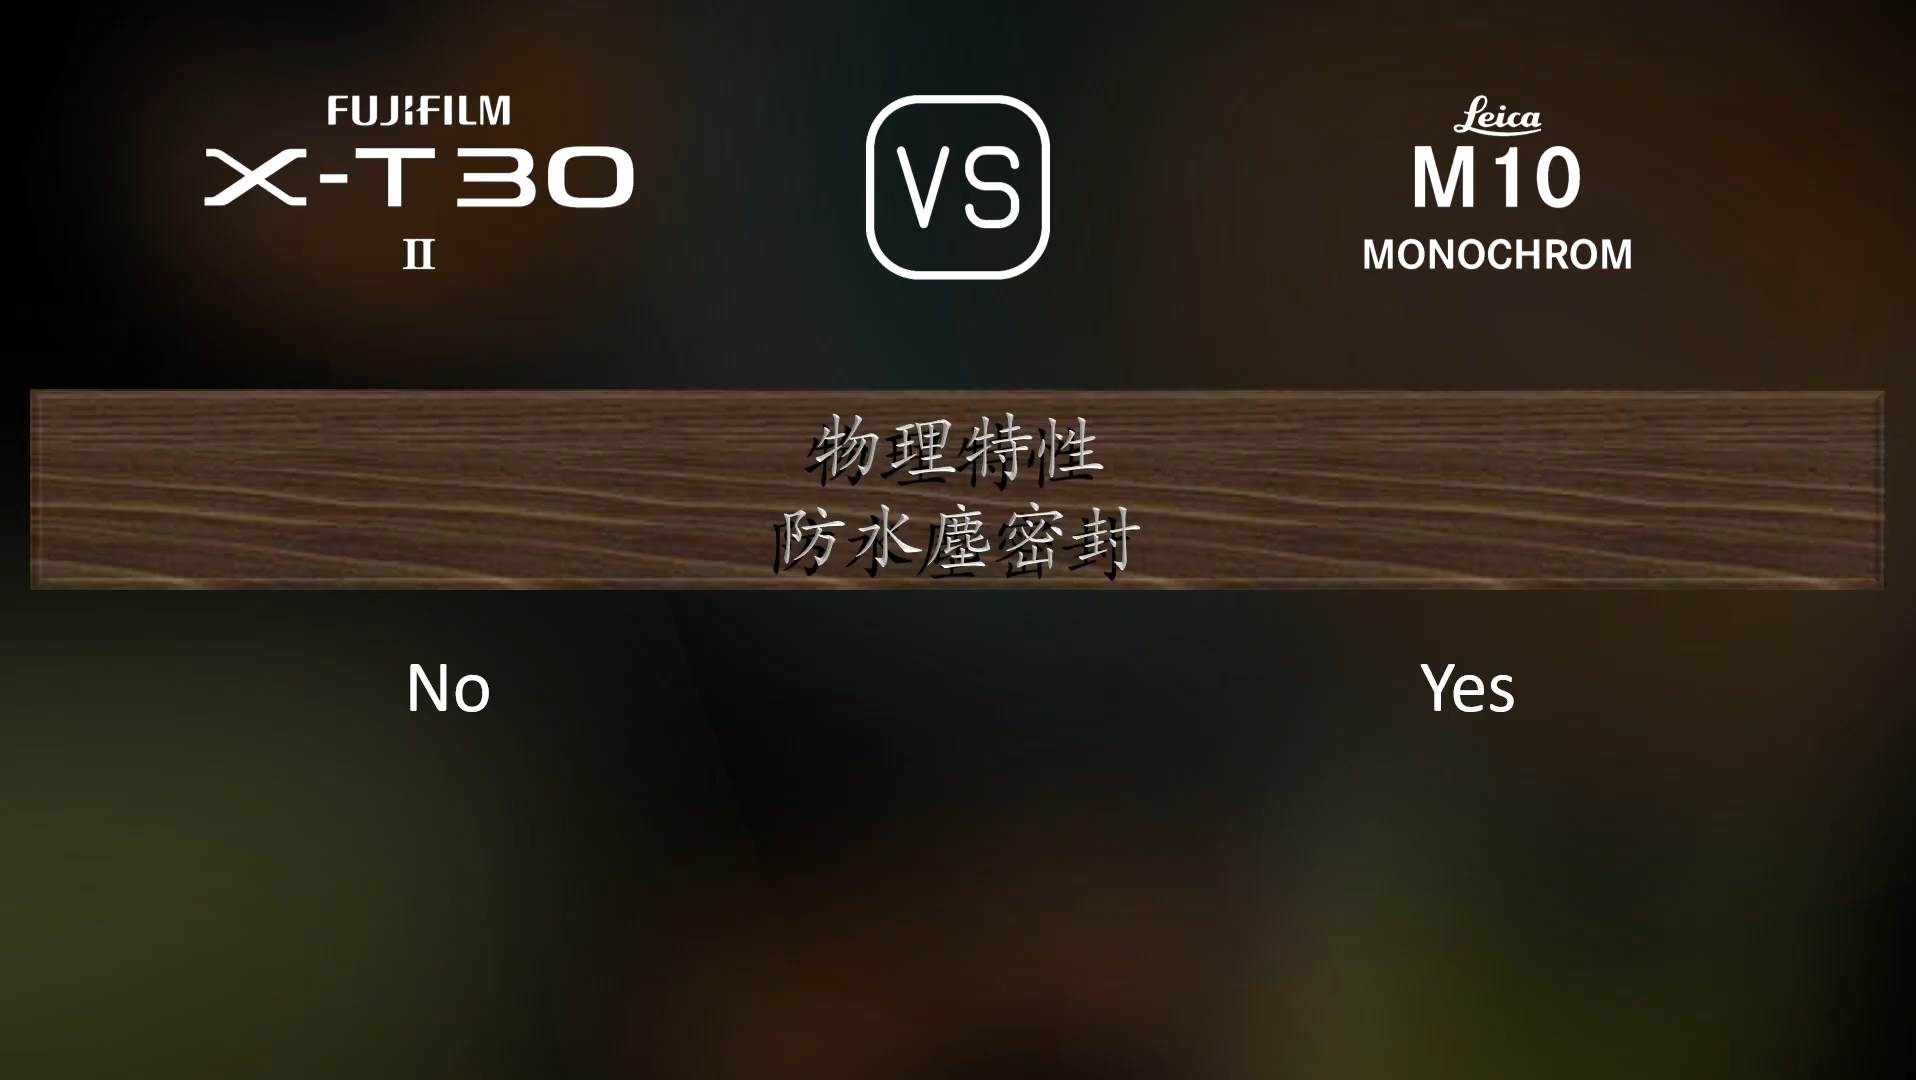 FUJIFILM
X-T30
II
VS
Leica
M10
MONOCHROM
物理特性
防水塵密封
No
Yes